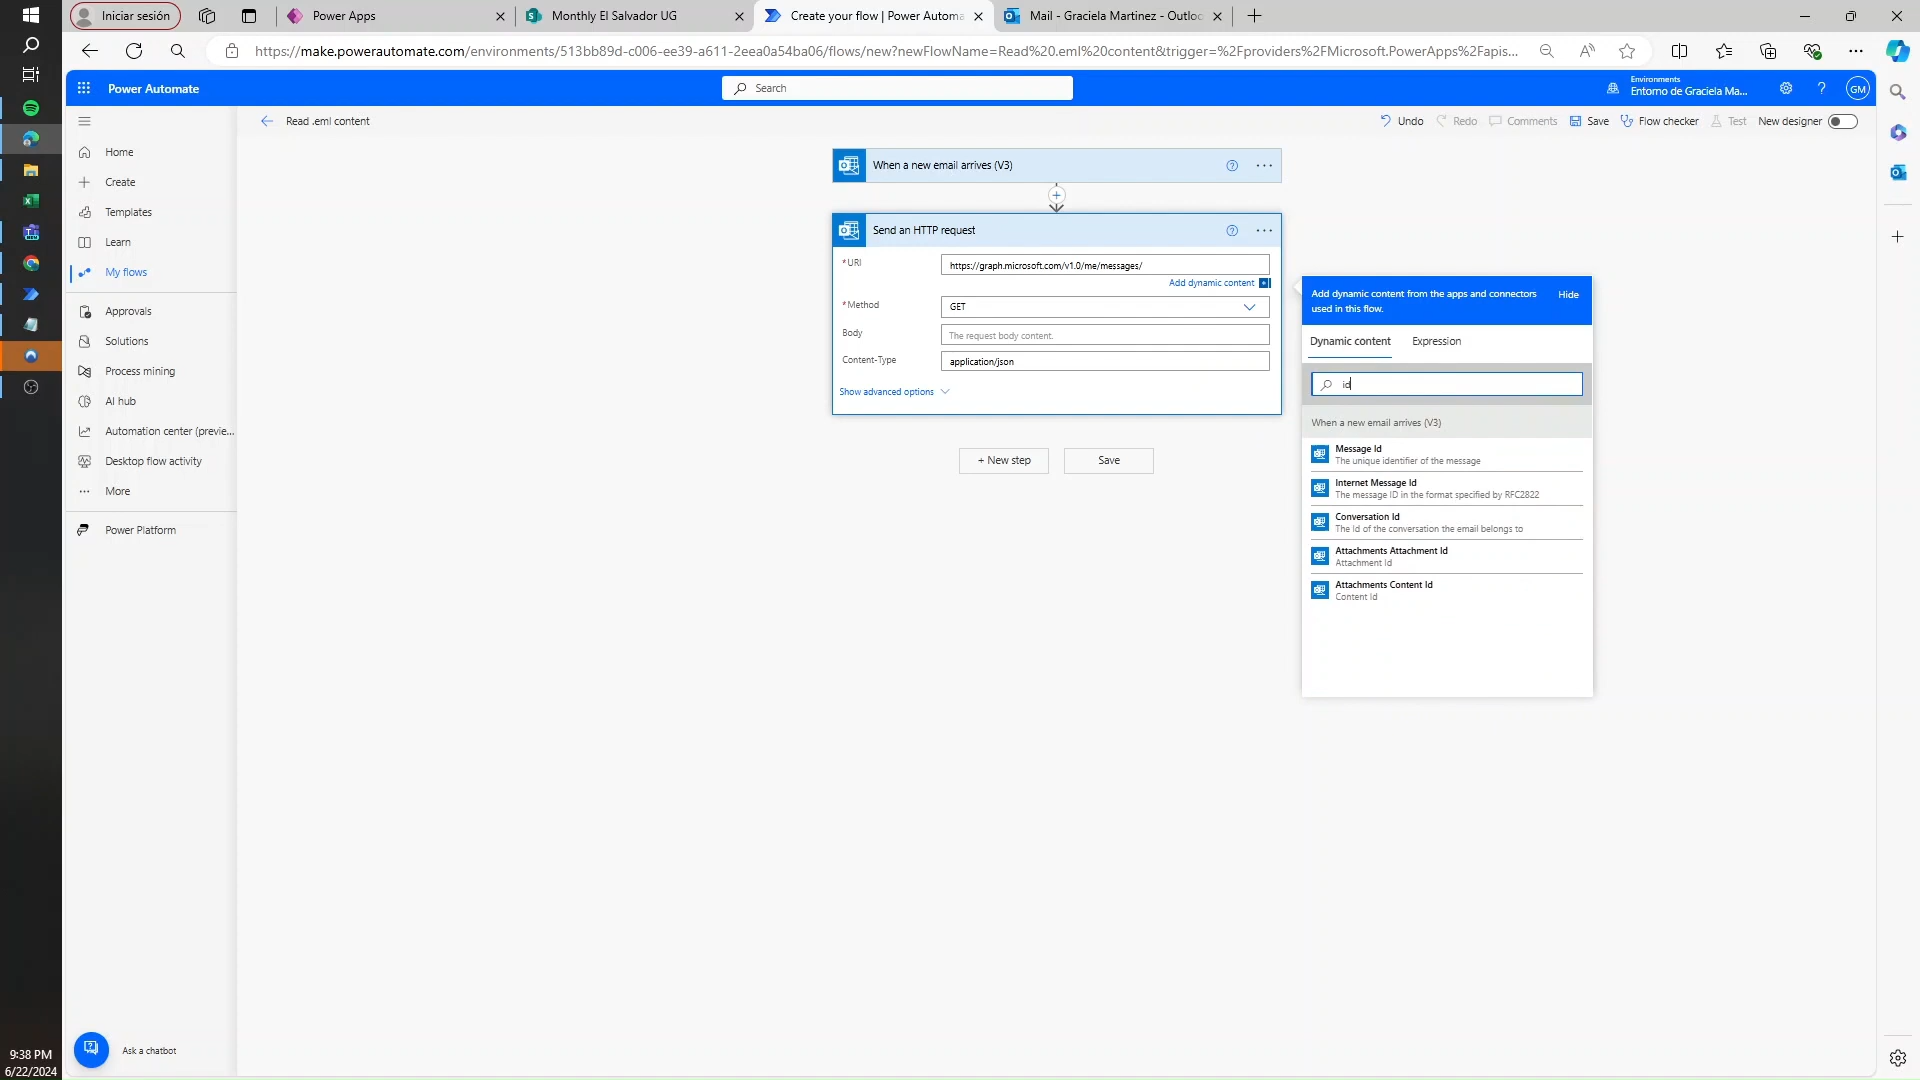 Iniciar sesión
Power Apps
Monthly El Salvador UG
Create your flow | Power Automa
Mail - Graciela Martinez - Outloo
https://make.powerautomate.com/environments/513bb89d-c006-ee39-a611-2eea0a54ba06/flows/new?newFlowName=Read%20.eml%20content&trigger=%2Fproviders%2FMicrosoft.PowerApps%2Fapis...
Power Automate
Search
Environments
Entorno de Graciela Ma...
GM
Read .eml content
Undo
Redo
Comments
Save
Flow checker
Test
New designer
Home
Create
Templates
Learn
My flows
Approvals
Solutions
Process mining
AI hub
Automation center (previe...
Desktop flow activity
More
Power Platform
Ask a chatbot
When a new email arrives (V3)
Send an HTTP request
*URI
https://graph.microsoft.com/v1.0/me/messages/
Add dynamic content
*Method
GET
Body
The request body content.
Content-Type
application/json
Show advanced options
+ New step
Save
Add dynamic content from the apps and connectors
used in this flow.
Hide
Dynamic content
Expression
id
When a new email arrives (V3)
Message Id
The unique identifier of the message
Internet Message Id
The message ID in the format specified by RFC2822
Conversation Id
The Id of the conversation the email belongs to
Attachments Attachment Id
Attachment Id
Attachments Content Id
Content Id
9:38 PM
6/22/2024